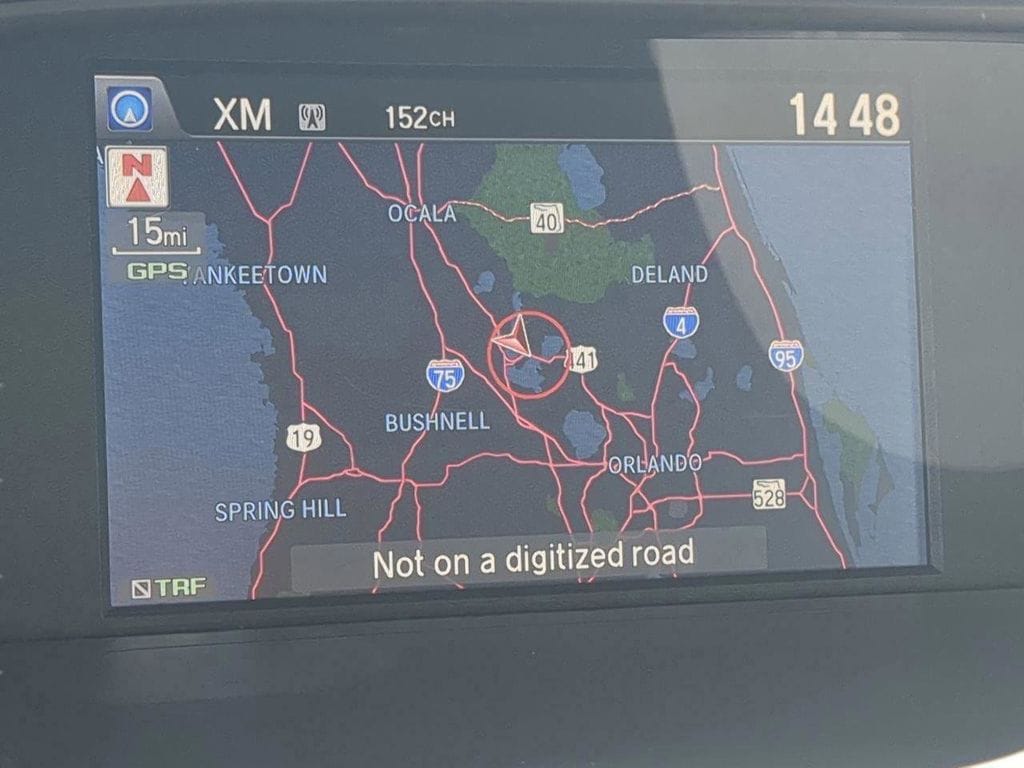 XM 152CH 14 48
N
15mi
GPS
OCALA
40
ANKEETOWN
DELAND
4
441
95
75
BUSHNELL
19
ORLANDO
528
SPRING HILL
Not on a digitized road
TRF